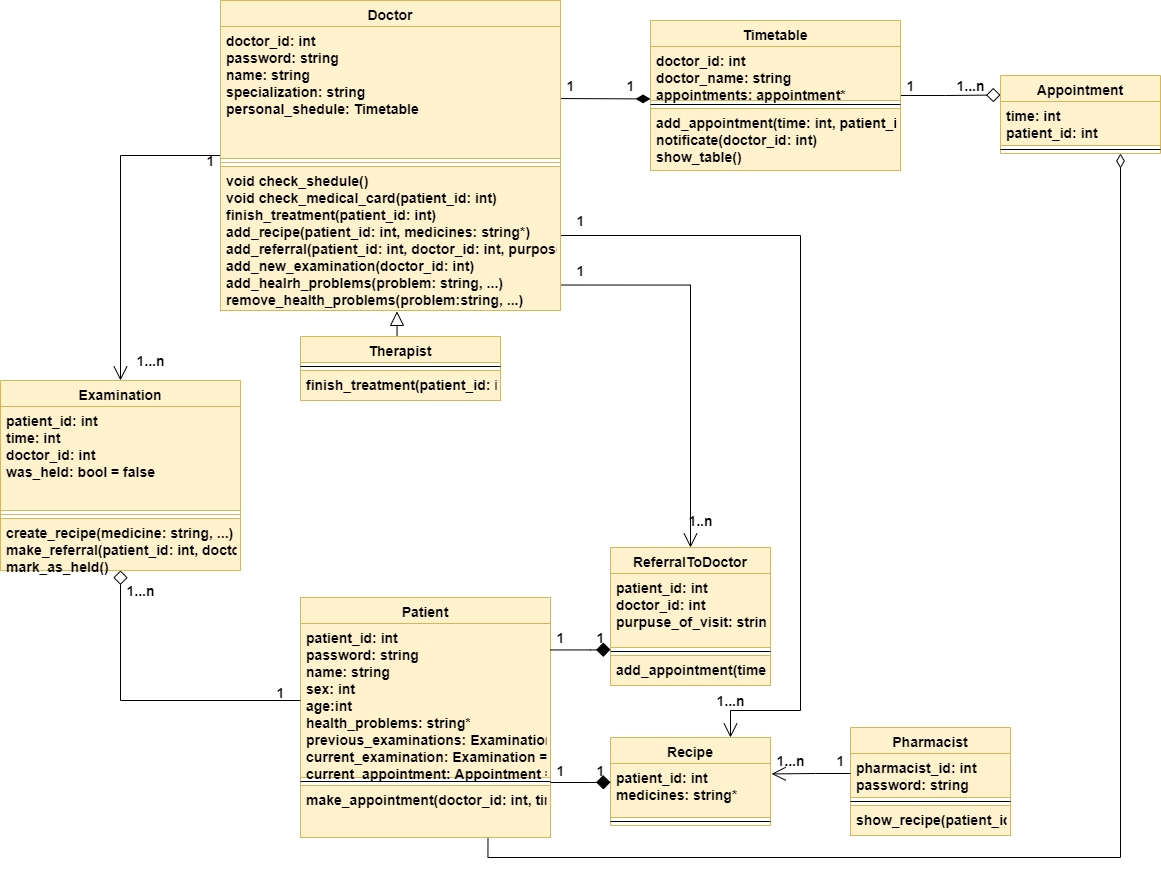 Doctor
doctor_id: int
password: string
name: string
specialization: string
personal_shedule: Timetable
void check_shedule()
void check_medical_card(patient_id: int)
finish_treatment(patient_id: int)
add_recipe(patient_id: int, medicines: string*)
add_referral(patient_id: int, doctor_id: int, purpos
add_new_examination(doctor_id: int)
add_healrh_problems(problem: string, ...)
remove_health_problems(problem:string, ...)
1
1
Timetable
doctor_id: int
doctor_name: string
appointments: appointment*
add_appointment(time: int, patient_i
notificate(doctor_id: int)
show_table()
1
1...n
Appointment
time: int
patient_id: int
1
1
1
1...n
Therapist
finish_treatment(patient_id: i
Examination
patient_id: int
time: int
doctor_id: int
was_held: bool = false
create_recipe(medicine: string, ...)
make_referral(patient_id: int, docto
mark_as_held()
1...n
1
1..n
ReferralToDoctor
patient_id: int
doctor_id: int
purpuse_of_visit: strin
add_appointment(time
Patient
patient_id: int
password: string
name: string
sex: int
age:int
health_problems: string*
previous_examinations: Examination
current_examination: Examination =
current_appointment: Appointment =
make_appointment(doctor_id: int, tin
1
1
1
1
1...n
Recipe
patient_id: int
medicines: string*
1...n
1
Pharmacist
pharmacist_id: int
password: string
show_recipe(patient_id